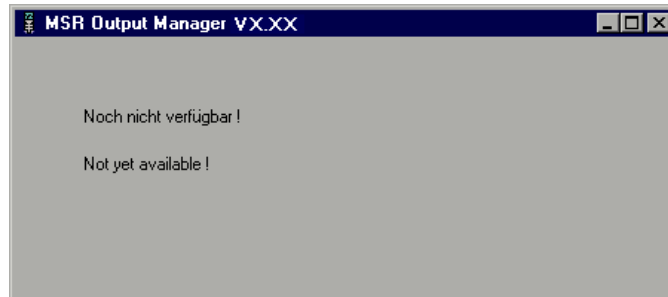 MSR Output Manager VX.XX
Noch nicht verfügbar !
Not yet available !